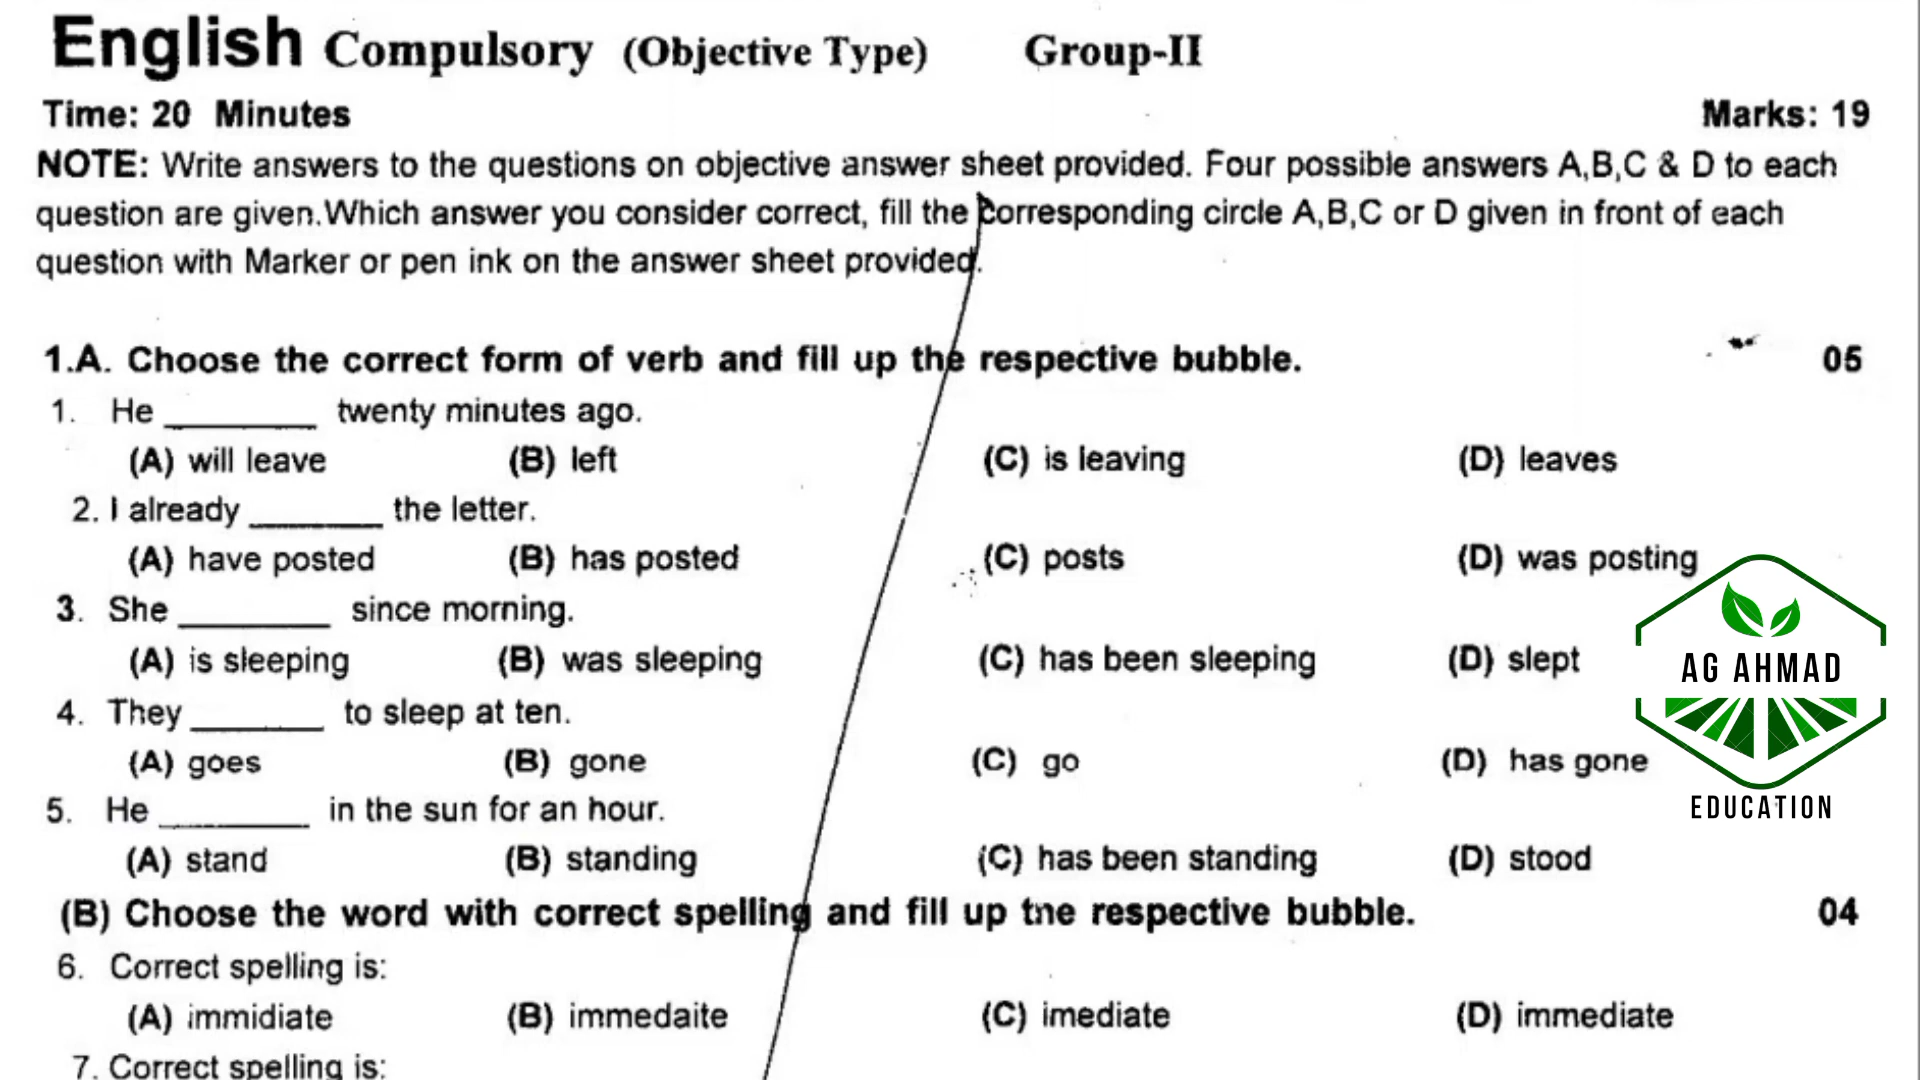 English Compulsory (Objective Type) Group-II
Time: 20 Minutes Marks: 19
NOTE: Write answers to the questions on objective answer sheet provided. Four possible answers A,B,C & D to each
question are given.Which answer you consider correct, fill the corresponding circle A,B,C or D given in front of each
question with Marker or pen ink on the answer sheet provided.
1.A. Choose the correct form of verb and fill up the respective bubble. 05
1. He ________ twenty minutes ago.
(A) will leave (B) left (C) is leaving (D) leaves
2. I already _______ the letter.
(A) have posted (B) has posted (C) posts (D) was posting
3. She ________ since morning.
(A) is sleeping (B) was sleeping (C) has been sleeping (D) slept
4. They _______ to sleep at ten.
(A) goes (B) gone (C) go (D) has gone
5. He ________ in the sun for an hour.
(A) stand (B) standing (C) has been standing (D) stood
(B) Choose the word with correct spelling and fill up the respective bubble. 04
6. Correct spelling is:
(A) immidiate (B) immedaite (C) imediate (D) immediate
7. Correct spelling is:
AG AHMAD
EDUCATION